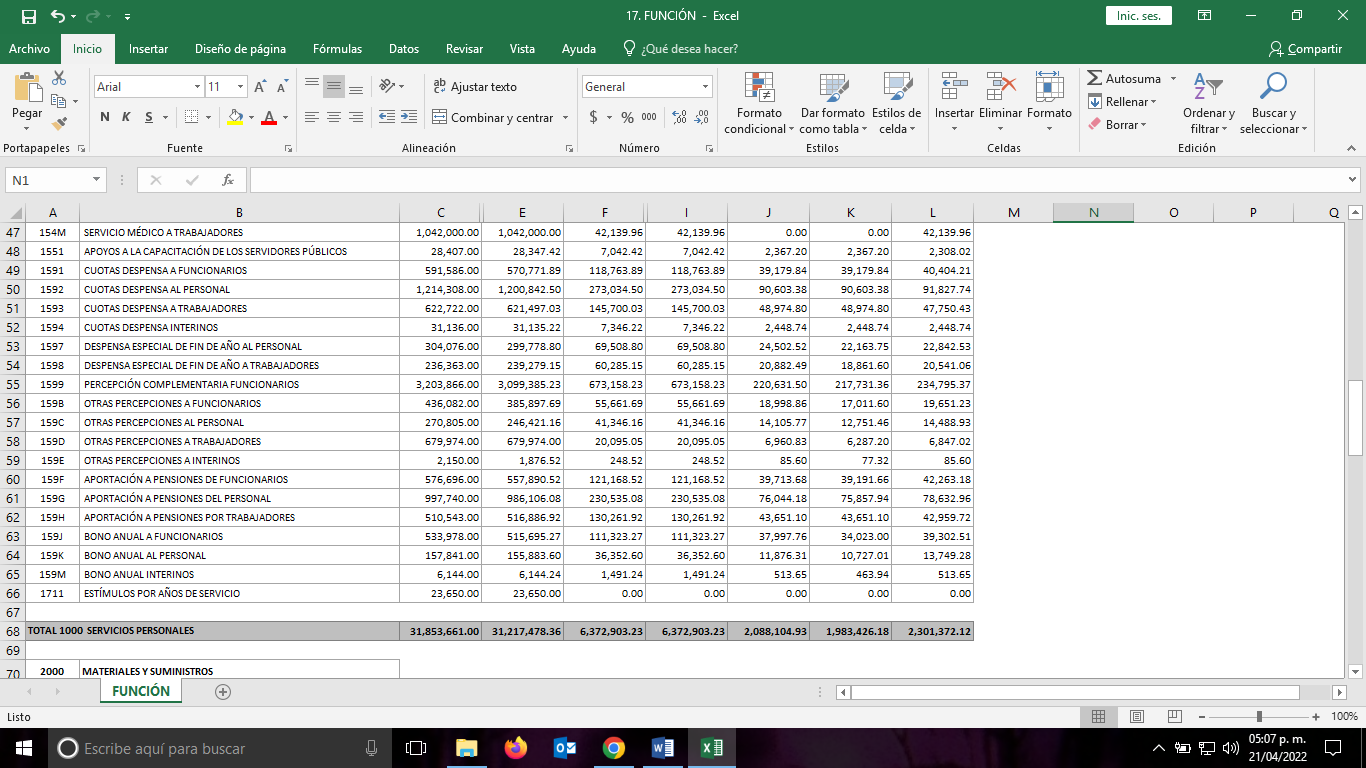 17. FUNCIÓN - Excel
Inic. ses.
Archivo Inicio Insertar Diseño de página Fórmulas Datos Revisar Vista Ayuda ¿Qué desea hacer? Compartir
Pegar
Arial 11
Ajustar texto
Combinar y centrar
General
Formato condicional
Dar formato como tabla
Estilos de celda
Insertar Eliminar Formato
Autosuma
Rellenar
Borrar
Ordenar y filtrar
Buscar y seleccionar
Portapapeles Fuente Alineación Número Estilos Celdas Edición
N1 fx
A B C E F I J K L M N O P Q
47 154M SERVICIO MÉDICO A TRABAJADORES 1,042,000.00 1,042,000.00 42,139.96 42,139.96 0.00 0.00 42,139.96
48 1551 APOYOS A LA CAPACITACIÓN DE LOS SERVIDORES PÚBLICOS 28,407.00 28,347.42 7,042.42 7,042.42 2,367.20 2,367.20 2,308.02
49 1591 CUOTAS DESPENSA A FUNCIONARIOS 591,586.00 570,771.89 118,763.89 118,763.89 39,179.84 39,179.84 40,404.21
50 1592 CUOTAS DESPENSA AL PERSONAL 1,214,308.00 1,200,842.50 273,034.50 273,034.50 90,603.38 90,603.38 91,827.74
51 1593 CUOTAS DESPENSA A TRABAJADORES 622,722.00 621,497.03 145,700.03 145,700.03 48,974.80 48,974.80 47,750.43
52 1594 CUOTAS DESPENSA INTERINOS 31,136.00 31,135.22 7,346.22 7,346.22 2,448.74 2,448.74 2,448.74
53 1597 DESPENSA ESPECIAL DE FIN DE AÑO AL PERSONAL 304,076.00 299,778.80 69,508.80 69,508.80 24,502.52 22,163.75 22,842.53
54 1598 DESPENSA ESPECIAL DE FIN DE AÑO A TRABAJADORES 236,363.00 239,279.15 60,285.15 60,285.15 20,882.49 18,861.60 20,541.06
55 1599 PERCEPCIÓN COMPLEMENTARIA FUNCIONARIOS 3,203,866.00 3,099,385.23 673,158.23 673,158.23 220,631.50 217,731.36 234,795.37
56 159B OTRAS PERCEPCIONES A FUNCIONARIOS 436,082.00 385,897.69 55,661.69 55,661.69 18,998.86 17,011.60 19,651.23
57 159C OTRAS PERCEPCIONES AL PERSONAL 270,805.00 246,421.16 41,346.16 41,346.16 14,105.77 12,751.46 14,488.93
58 159D OTRAS PERCEPCIONES A TRABAJADORES 679,974.00 679,974.00 20,095.05 20,095.05 6,960.83 6,287.20 6,847.02
59 159E OTRAS PERCEPCIONES A INTERINOS 2,150.00 1,876.52 248.52 248.52 85.60 77.32 85.60
60 159F APORTACIÓN A PENSIONES DE FUNCIONARIOS 576,696.00 557,890.52 121,168.52 121,168.52 39,713.68 39,191.66 42,263.18
61 159G APORTACIÓN A PENSIONES DEL PERSONAL 997,740.00 986,106.08 230,535.08 230,535.08 76,044.18 75,857.94 78,632.96
62 159H APORTACIÓN A PENSIONES POR TRABAJADORES 510,543.00 516,886.92 130,261.92 130,261.92 43,651.10 43,651.10 42,959.72
63 159J BONO ANUAL A FUNCIONARIOS 533,978.00 515,695.27 111,323.27 111,323.27 37,997.76 34,023.00 39,302.51
64 159K BONO ANUAL AL PERSONAL 157,841.00 155,883.60 36,352.60 36,352.60 11,876.31 10,727.01 13,749.28
65 159M BONO ANUAL INTERINOS 6,144.00 6,144.24 1,491.24 1,491.24 513.65 463.94 513.65
66 1711 ESTÍMULOS POR AÑOS DE SERVICIO 23,650.00 23,650.00 0.00 0.00 0.00 0.00 0.00
67
68 TOTAL 1000 SERVICIOS PERSONALES 31,853,661.00 31,217,478.36 6,372,903.23 6,372,903.23 2,088,104.93 1,983,426.18 2,301,372.12
69
70 2000 MATERIALES Y SUMINISTROS
FUNCIÓN
Listo 100%
Escribe aquí para buscar
05:07 p. m.
21/04/2022